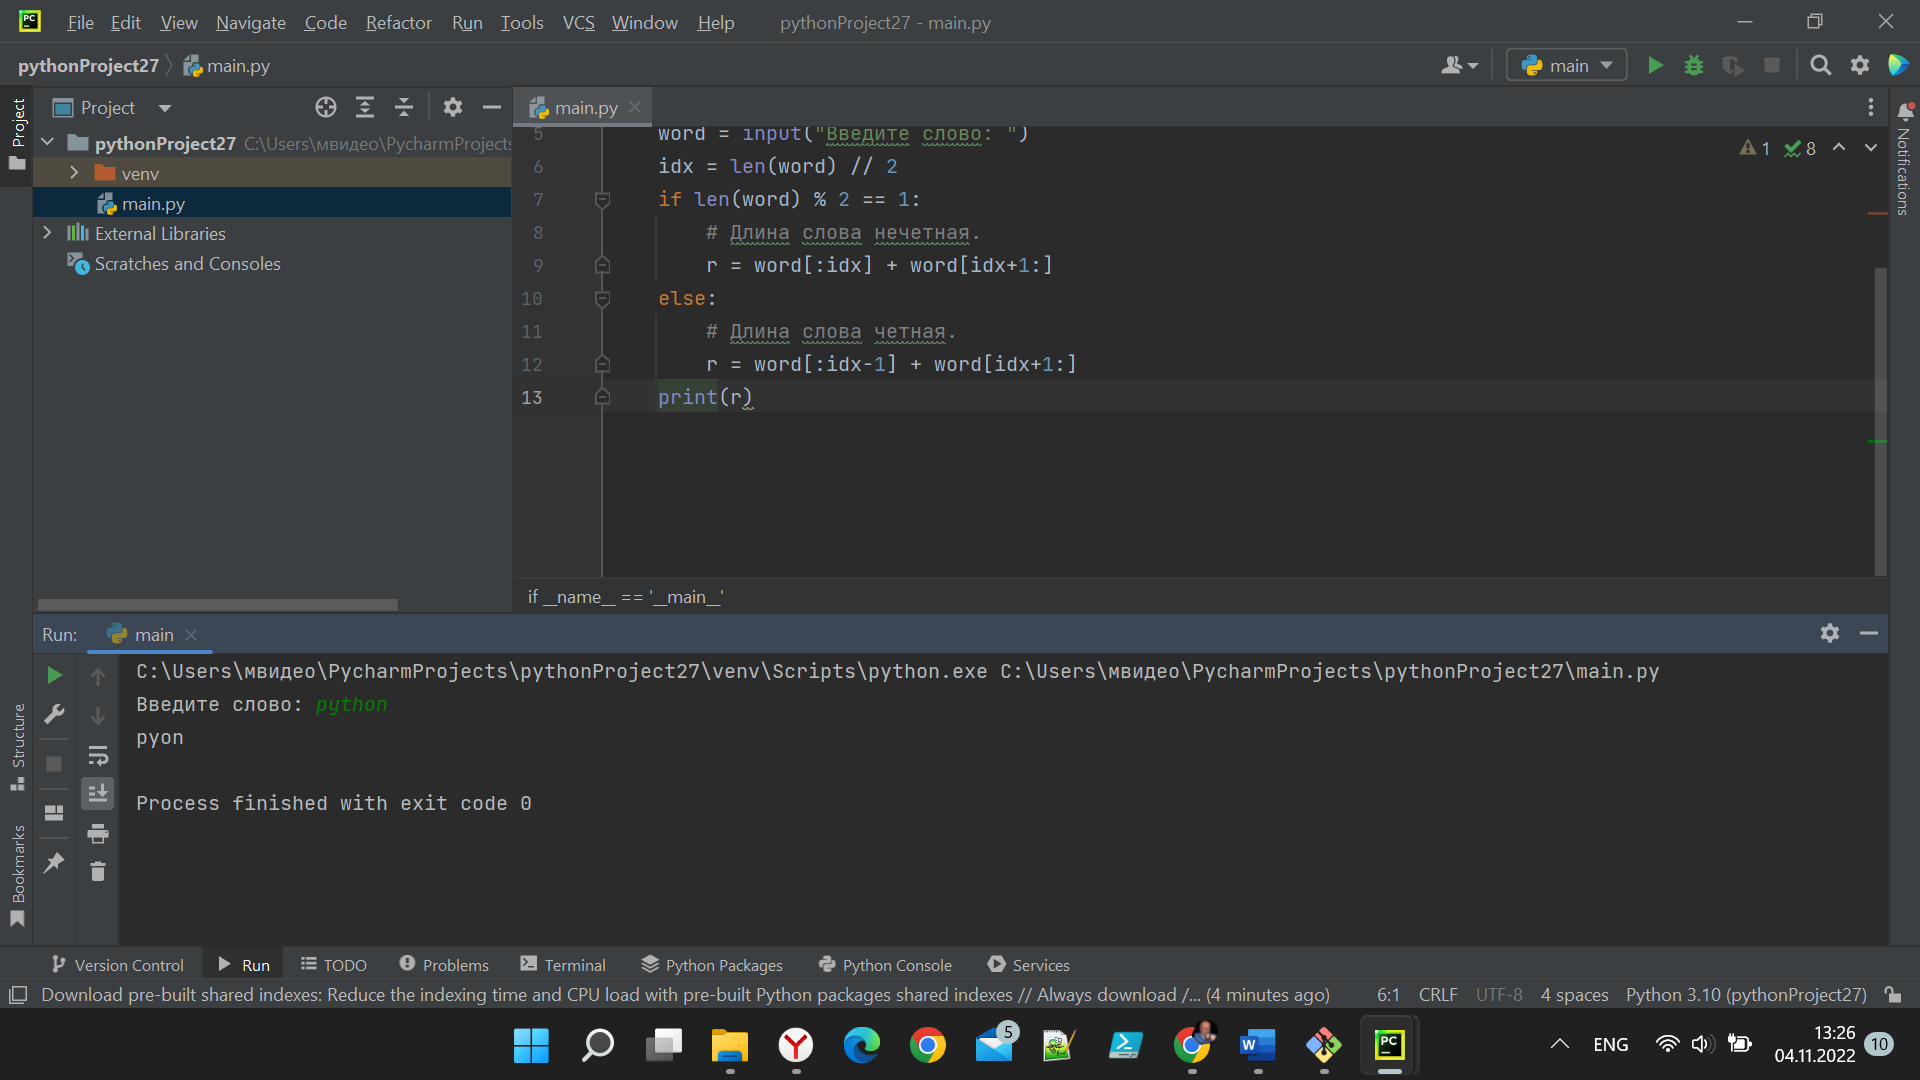 File Edit View Navigate Code Refactor Run Tools VCS Window Help pythonProject27 - main.py
pythonProject27 main.py main
Project
Project main.py
pythonProject27 C:\Users\мвидео\PycharmProjects
venv
main.py
External Libraries
Scratches and Consoles
5 word = input("Введите слово: ")
6 idx = len(word) // 2
7 if len(word) % 2 == 1:
8 # Длина слова нечетная.
9 r = word[:idx] + word[idx+1:]
10 else:
11 # Длина слова четная.
12 r = word[:idx-1] + word[idx+1:]
13 print(r)
1 8
Notifications
if __name__ == '__main__'
Run: main
C:\Users\мвидео\PycharmProjects\pythonProject27\venv\Scripts\python.exe C:\Users\мвидео\PycharmProjects\pythonProject27\main.py
Введите слово: python
pyon
Process finished with exit code 0
Structure
Bookmarks
Version Control Run TODO Problems Terminal Python Packages Python Console Services
Download pre-built shared indexes: Reduce the indexing time and CPU load with pre-built Python packages shared indexes // Always download /... (4 minutes ago) 6:1 CRLF UTF-8 4 spaces Python 3.10 (pythonProject27)
5
PC
ENG
13:26
04.11.2022
10